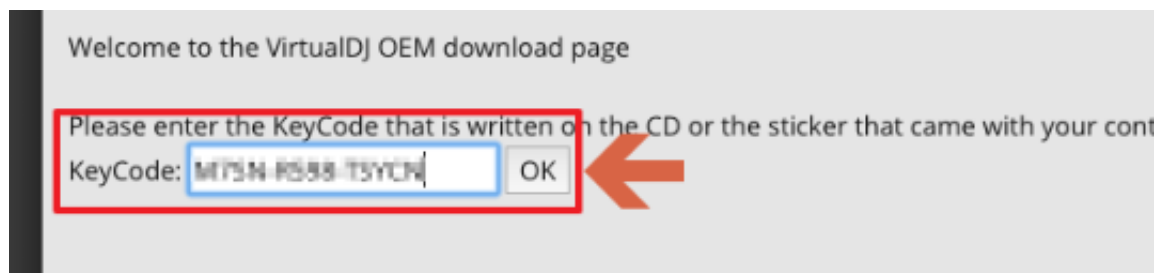 Welcome to the VirtualDJ OEM download page
Please enter the KeyCode that is written on the CD or the sticker that came with your cont
KeyCode: OK